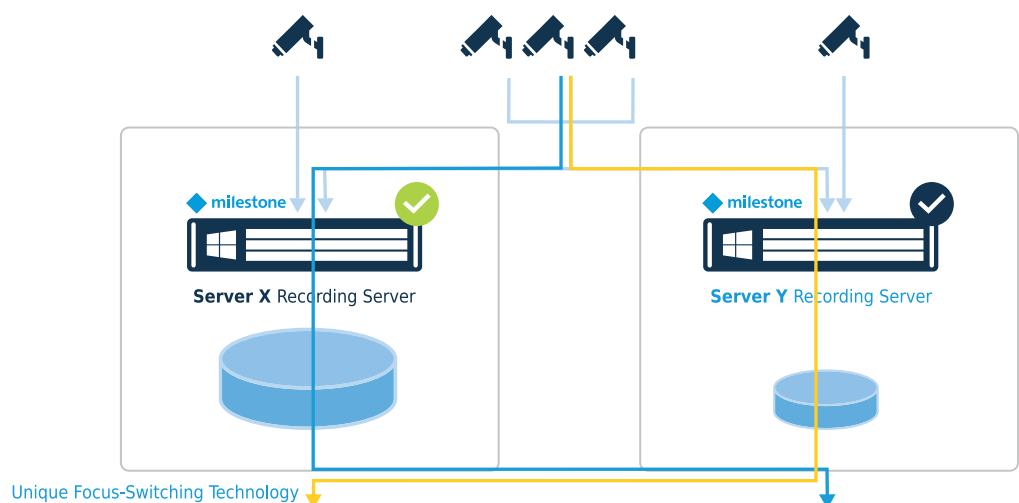 milestone
milestone
Server X Recording Server
Server Y Recording Server
Unique Focus-Switching Technology